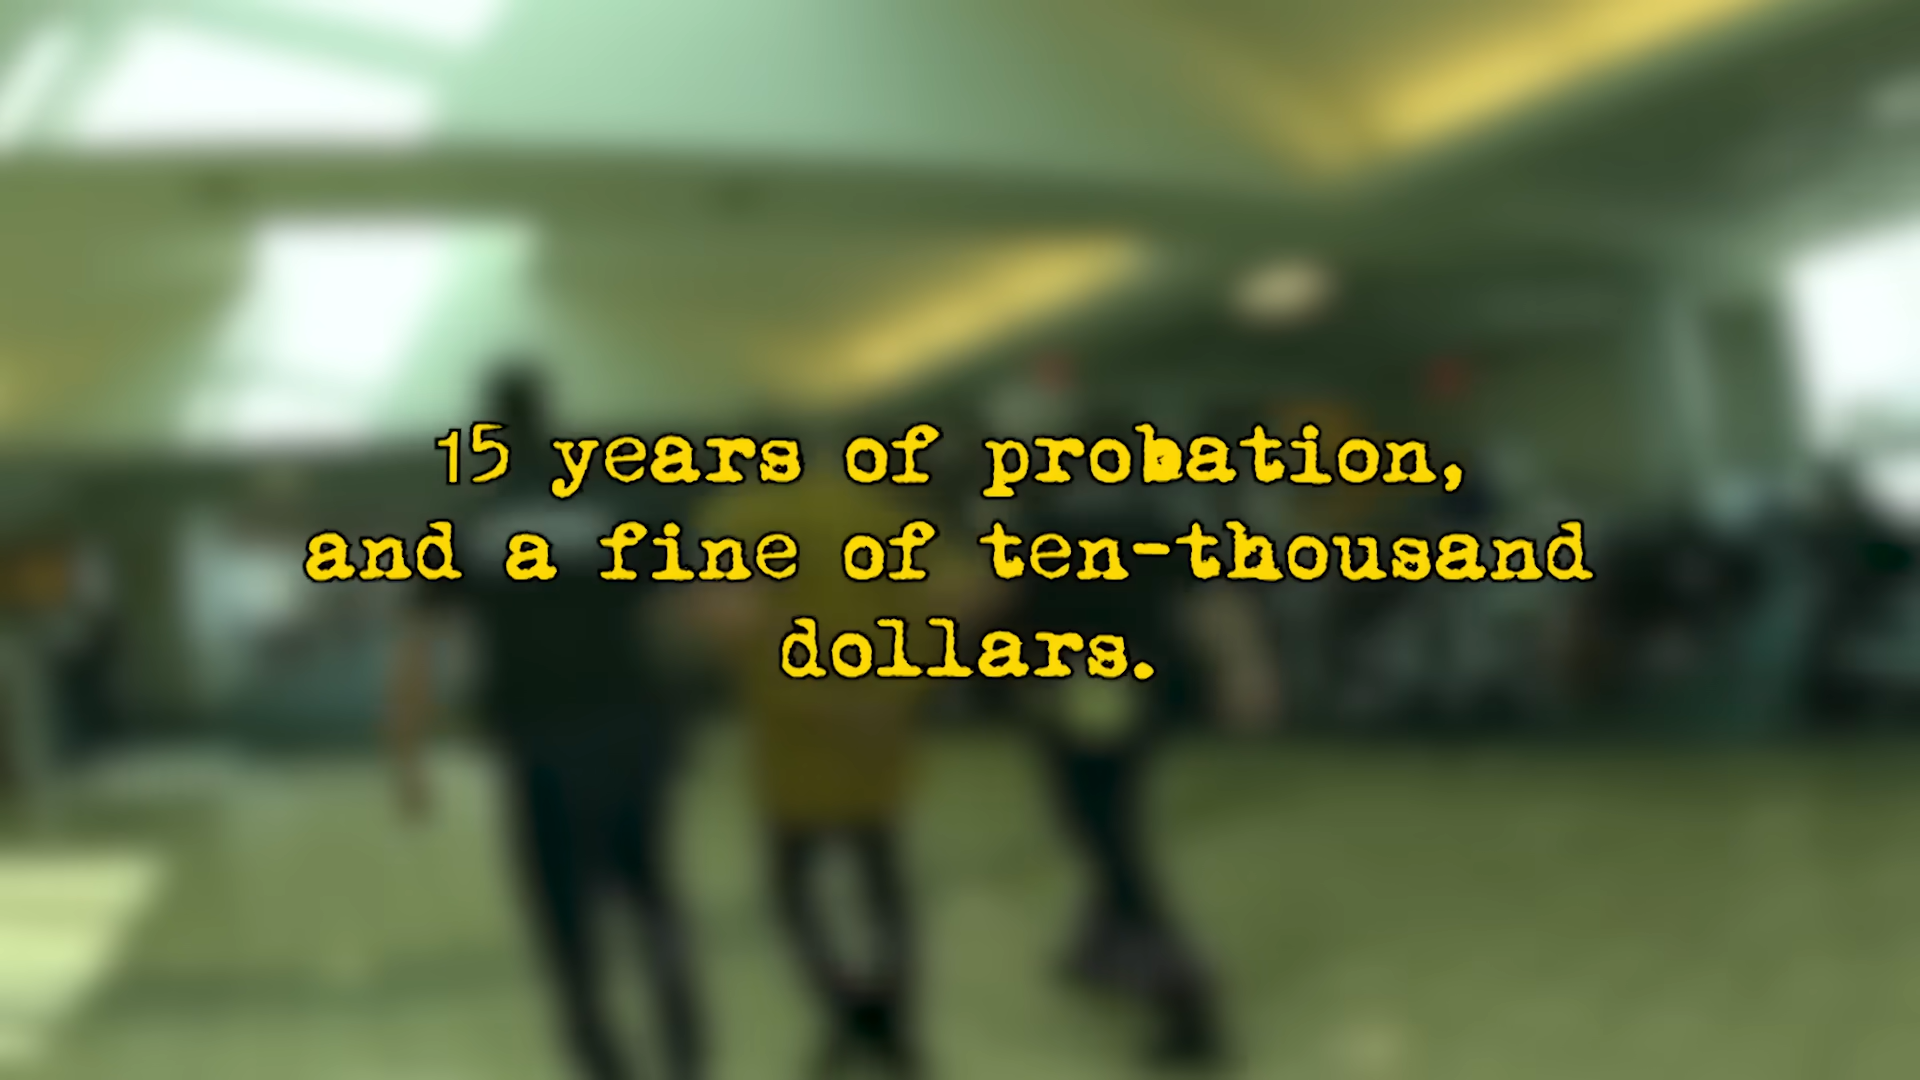 15 years of probation,
and a fine of ten-thousand
dollars.